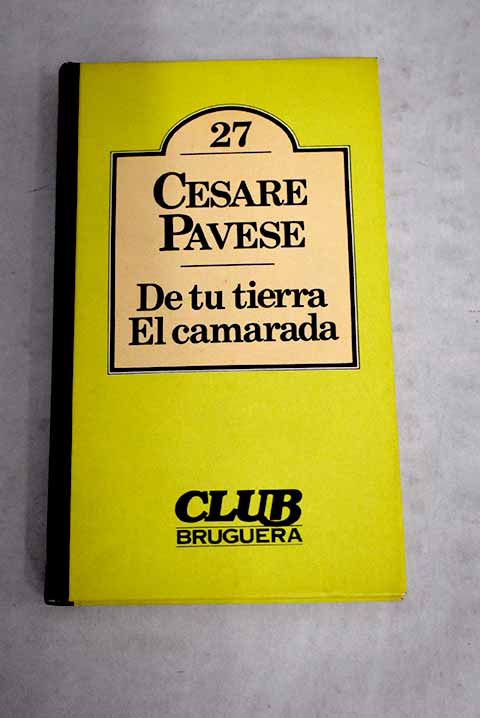 27
CESARE
PAVESE
De tu tierra
El camarada
CLUB
BRUGUERA